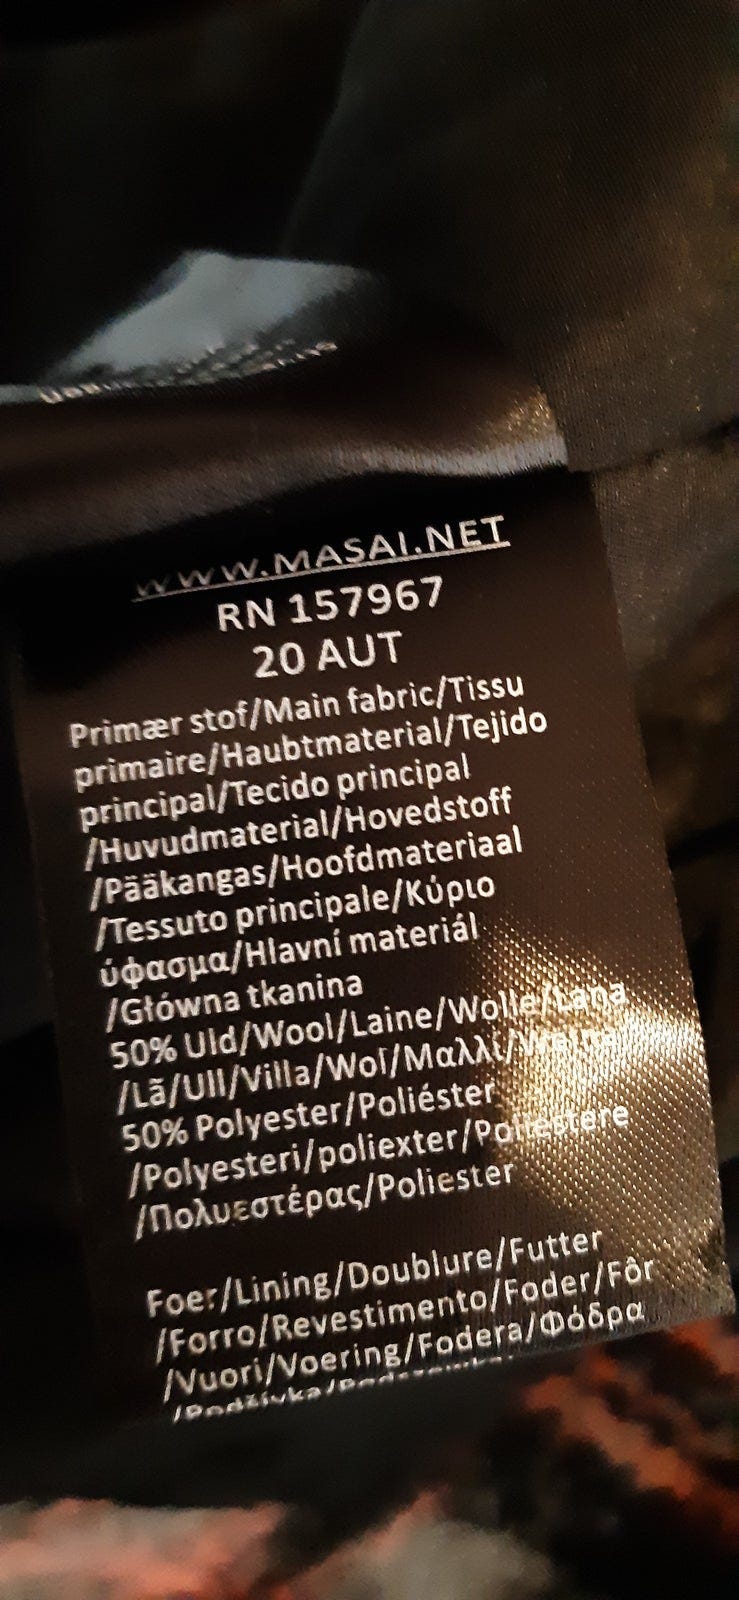 WWW.MASAI.NET
RN 157967
20 AUT
Primær stof/Main fabric/Tissu
primaire/Haubtmaterial/Tejido
principal/Tecido principal
/Huvudmaterial/Hovedstoff
/Pääkangas/Hoofdmateriaal
/Tessuto principale/Κύριο
ύφασμα/Hlavní materiál
/Główna tkanina
50% Uld/Wool/Laine/Wolle/Lana
/Lã/Ull/Villa/Wol/Μαλλί/
50% Polyester/Poliéster
/Polyesteri/poliexter/Poliestere
/Πολυεστέρας/Poliester
Foer/Lining/Doublure/Futter
/Forro/Revestimento/Foder/Fôr
/Vuori/Voering/Fodera/Φόδρα
/Podšívka/